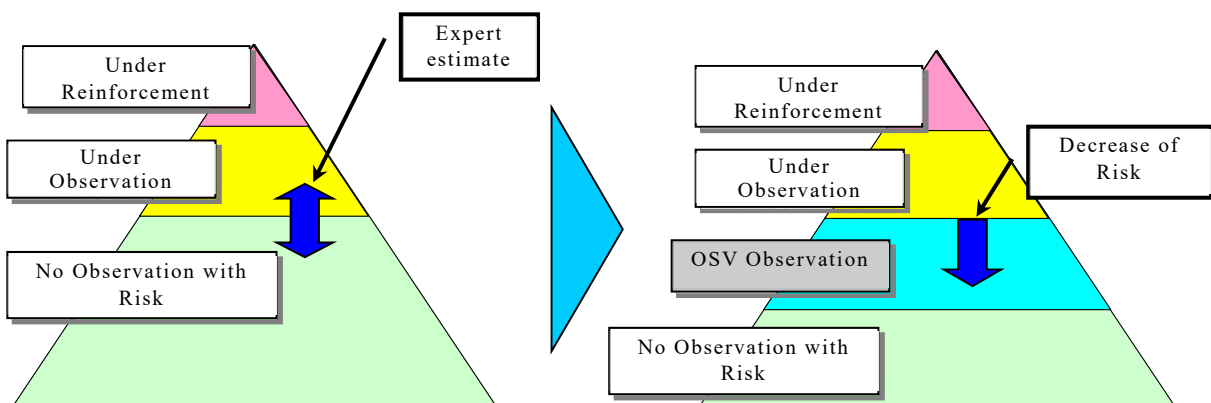 Under
Reinforcement
Expert
estimate
Under
Observation
No Observation with
Risk
Under
Reinforcement
Decrease of
Risk
Under
Observation
OSV Observation
No Observation with
Risk